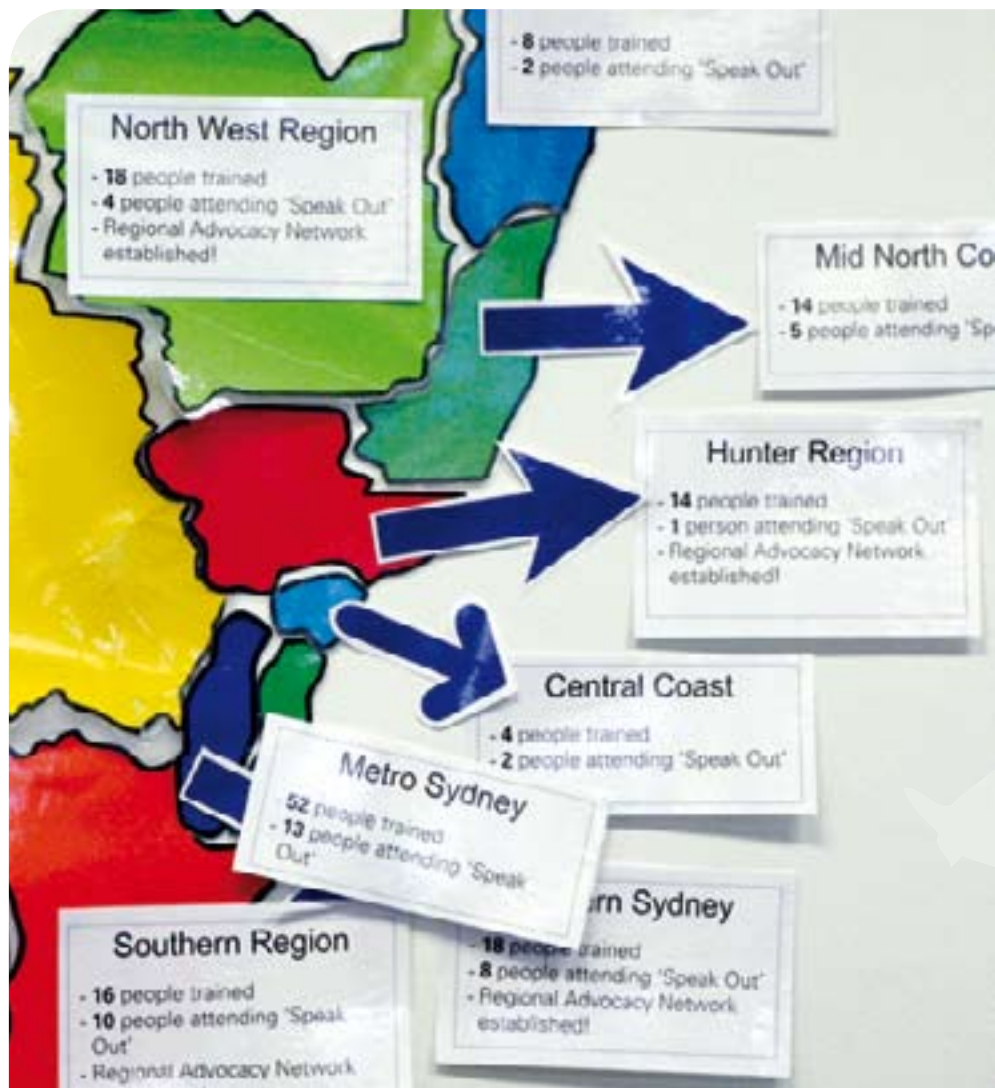 - 8 people trained
- 2 people attending 'Speak Out'
North West Region
- 18 people trained
- 4 people attending 'Speak Out'
- Regional Advocacy Network
established!
Mid North Co
- 14 people trained
- 5 people attending 'Sp
Hunter Region
- 14 people trained
- 1 person attending 'Speak Out'
- Regional Advocacy Network
established!
Central Coast
- 4 people trained
- 2 people attending 'Speak Out'
Metro Sydney
- 52 people trained
- 13 people attending 'Speak
Out'
ern Sydney
- 18 people trained
- 8 people attending 'Speak Out'
- Regional Advocacy Network
established!
Southern Region
- 16 people trained
- 10 people attending 'Speak
Out'
- Regional Advocacy Network